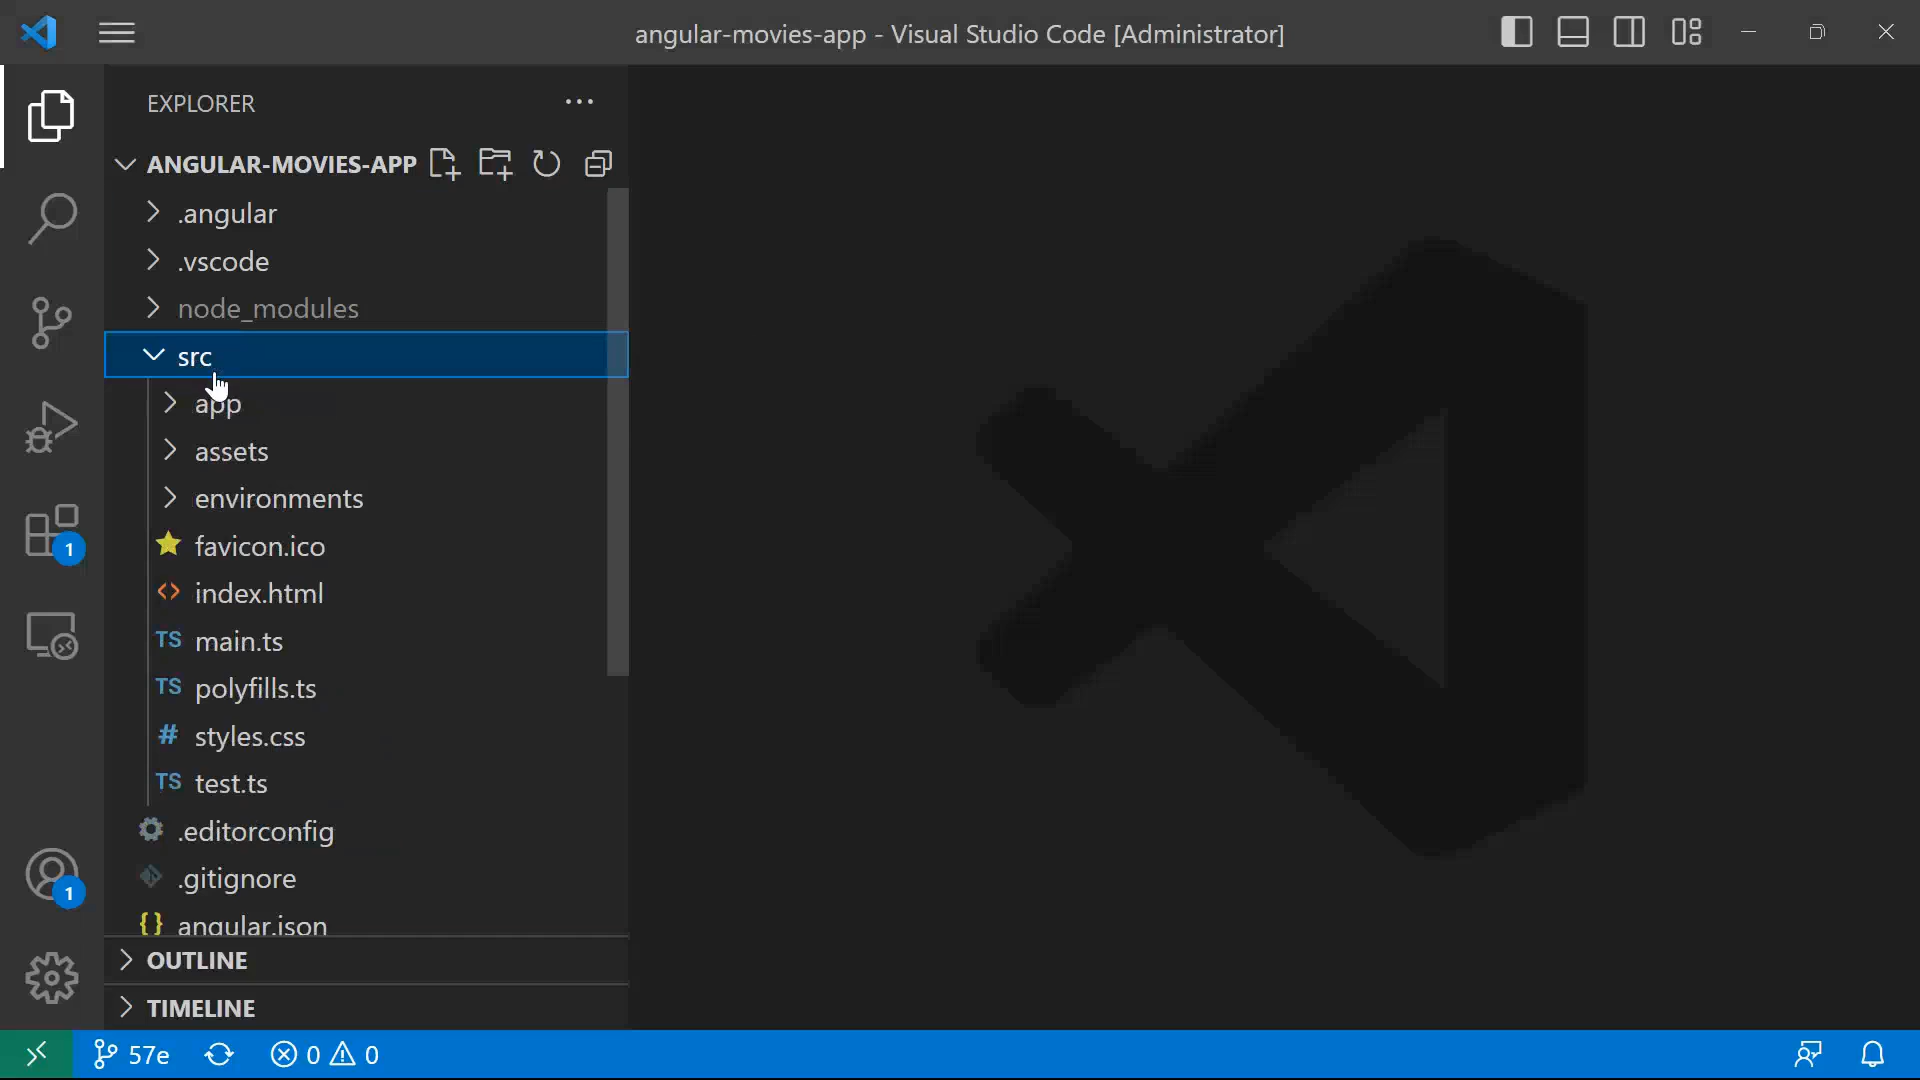 angular-movies-app - Visual Studio Code [Administrator]
EXPLORER
ANGULAR-MOVIES-APP
.angular
.vscode
node_modules
src
app
assets
environments
favicon.ico
<> index.html
TS main.ts
TS polyfills.ts
# styles.css
TS test.ts
.editorconfig
.gitignore
{} angular.json
OUTLINE
TIMELINE
1
1
57e
0
0